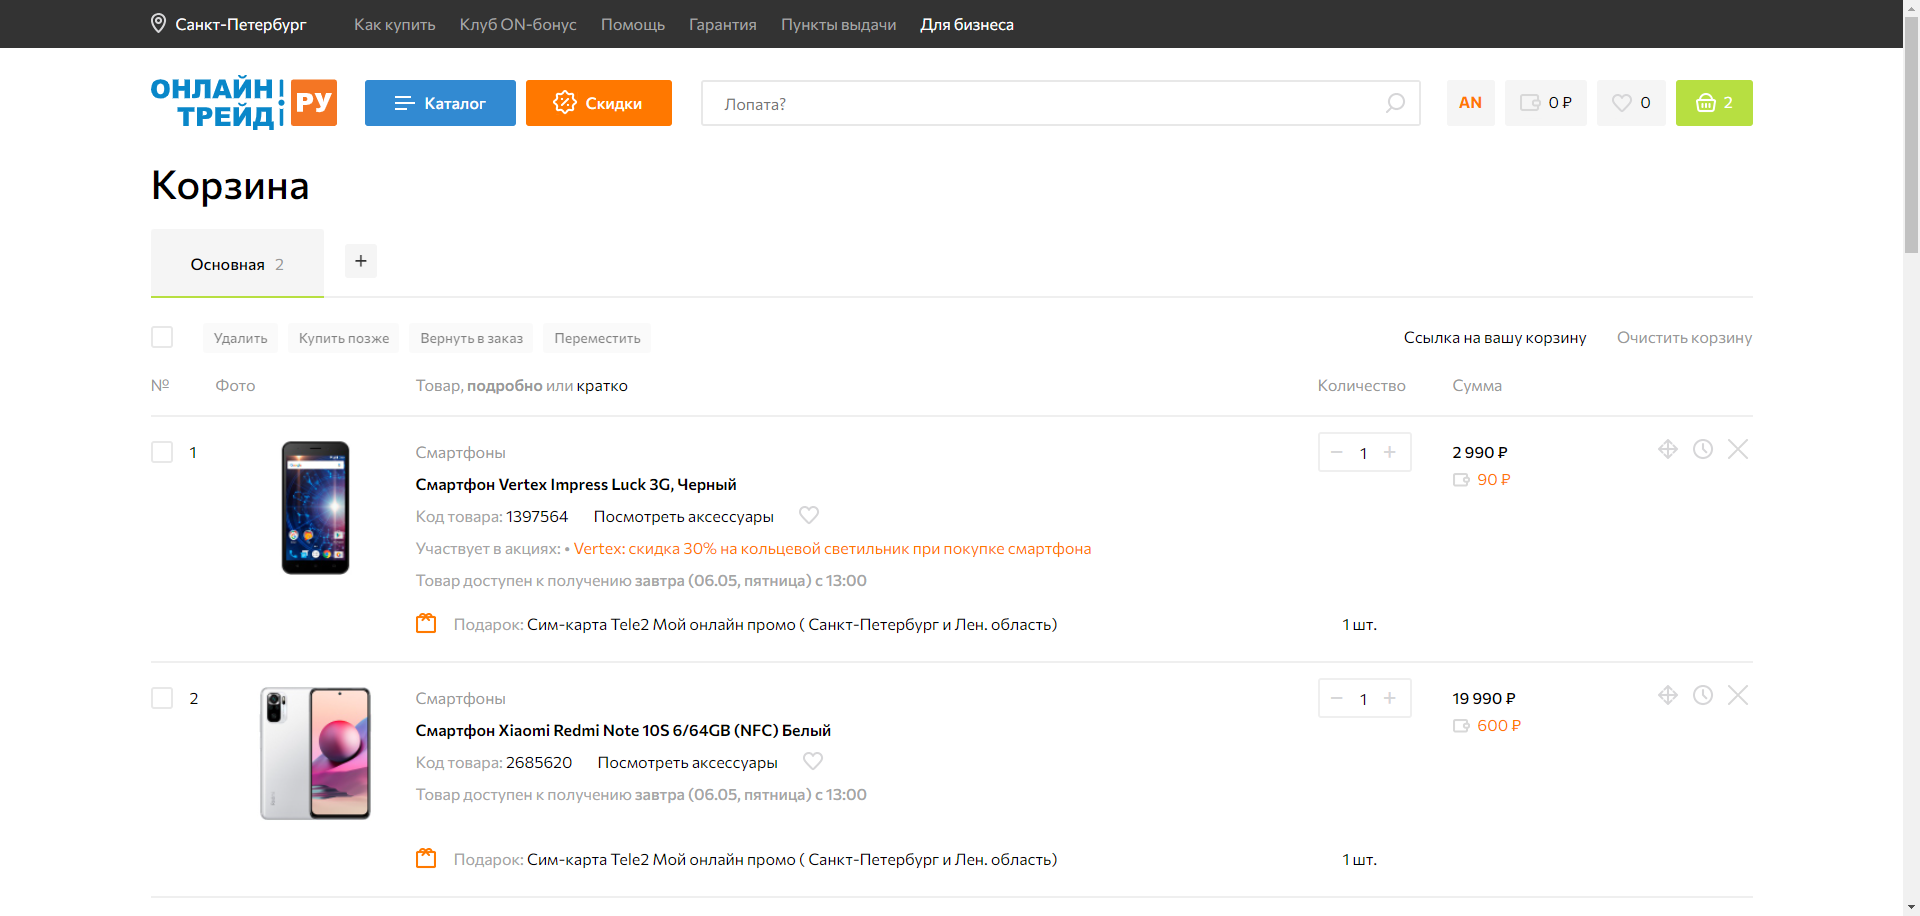 Санкт-Петербург Как купить Клуб ON-бонус Помощь Гарантия Пункты выдачи Для бизнеса
ОНЛАЙН ТРЕЙД РУ Каталог Скидки Лопата? AN 0 ₽ 0 2
Корзина
Основная 2 +
Удалить Купить позже Вернуть в заказ Переместить Ссылка на вашу корзину Очистить корзину
№ Фото Товар, подробно или кратко Количество Сумма
1 Смартфоны − 1 + 2 990 ₽
90 ₽
Смартфон Vertex Impress Luck 3G, Черный
Код товара: 1397564 Посмотреть аксессуары
Участвует в акциях: • Vertex: скидка 30% на кольцевой светильник при покупке смартфона
Товар доступен к получению завтра (06.05, пятница) с 13:00
Подарок: Сим-карта Tele2 Мой онлайн промо ( Санкт-Петербург и Лен. область) 1 шт.
2 Смартфоны − 1 + 19 990 ₽
600 ₽
Смартфон Xiaomi Redmi Note 10S 6/64GB (NFC) Белый
Код товара: 2685620 Посмотреть аксессуары
Товар доступен к получению завтра (06.05, пятница) с 13:00
Подарок: Сим-карта Tele2 Мой онлайн промо ( Санкт-Петербург и Лен. область) 1 шт.